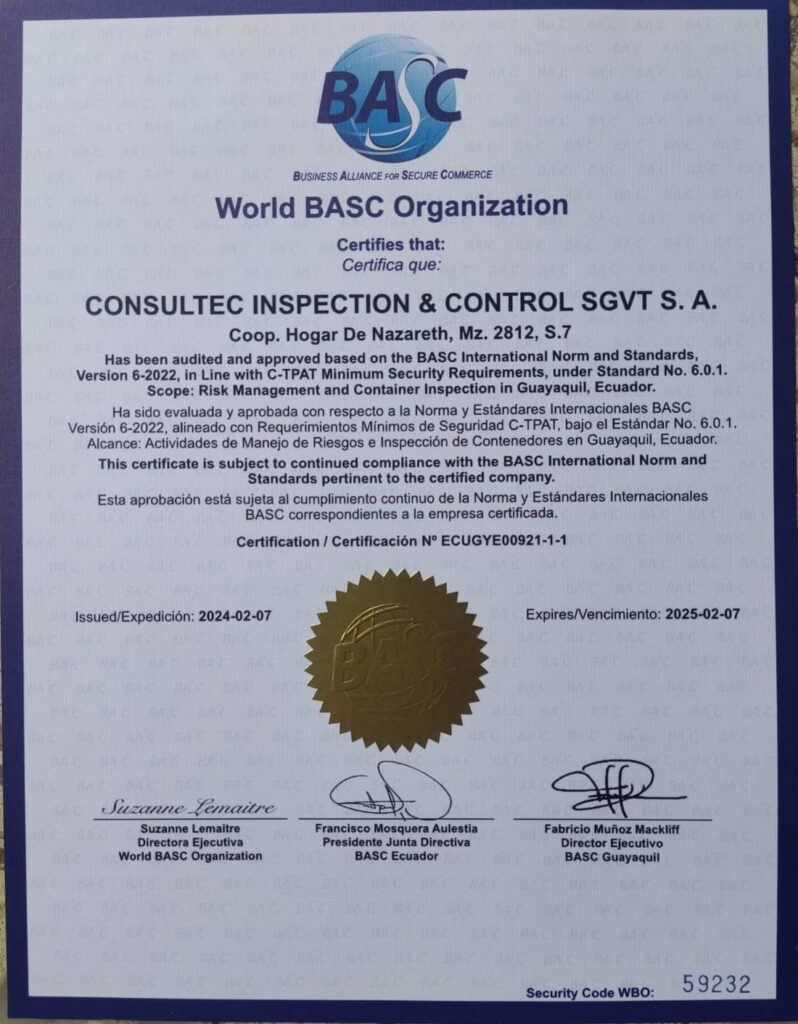 BASC
BUSINESS ALLIANCE FOR SECURE COMMERCE
World BASC Organization
Certifies that:
Certifica que:
CONSULTEC INSPECTION & CONTROL SGVT S. A.
Coop. Hogar De Nazareth, Mz. 2812, S.7
Has been audited and approved based on the BASC International Norm and Standards,
Version 6-2022, in Line with C-TPAT Minimum Security Requirements, under Standard No. 6.0.1.
Scope: Risk Management and Container Inspection in Guayaquil, Ecuador.
Ha sido evaluada y aprobada con respecto a la Norma y Estándares Internacionales BASC
Versión 6-2022, alineado con Requerimientos Mínimos de Seguridad C-TPAT, bajo el Estándar No. 6.0.1.
Alcance: Actividades de Manejo de Riesgos e Inspección de Contenedores en Guayaquil, Ecuador.
This certificate is subject to continued compliance with the BASC International Norm and
Standards pertinent to the certified company.
Esta aprobación está sujeta al cumplimiento continuo de la Norma y Estándares Internacionales
BASC correspondientes a la empresa certificada.
Certification / Certificación Nº ECUGYE00921-1-1
Issued/Expedición: 2024-02-07
Expires/Vencimiento: 2025-02-07
BASC
Suzanne Lemaitre
Suzanne Lemaitre
Directora Ejecutiva
World BASC Organization
Francisco Mosquera Aulestia
Presidente Junta Directiva
BASC Ecuador
Fabricio Muñoz Mackliff
Director Ejecutivo
BASC Guayaquil
Security Code WBO: 59232